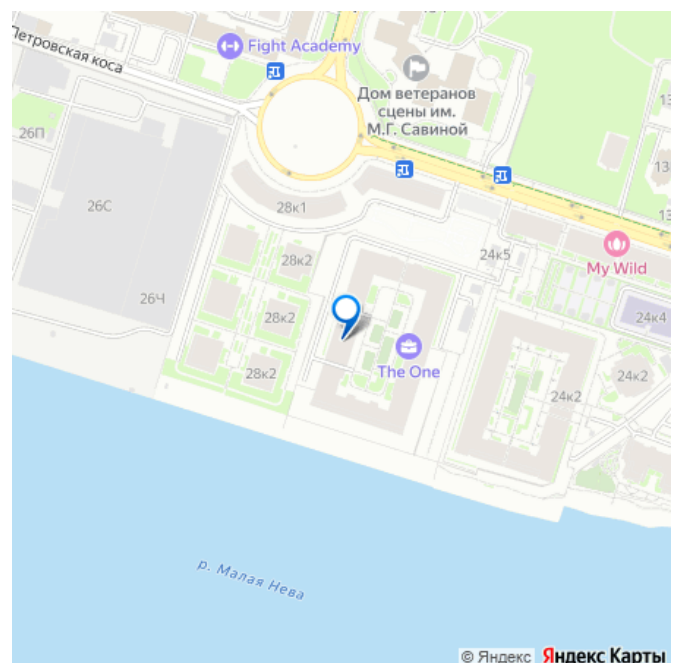 Петровская коса
Fight Academy
Дом ветеранов
сцены им.
М.Г. Савиной
26П
26С
28к1
28к2
24к5
My Wild
26Ч
28к2
24к4
The One
28к2
24к2
24к2
р. Малая Нева
© Яндекс Яндекс Карты